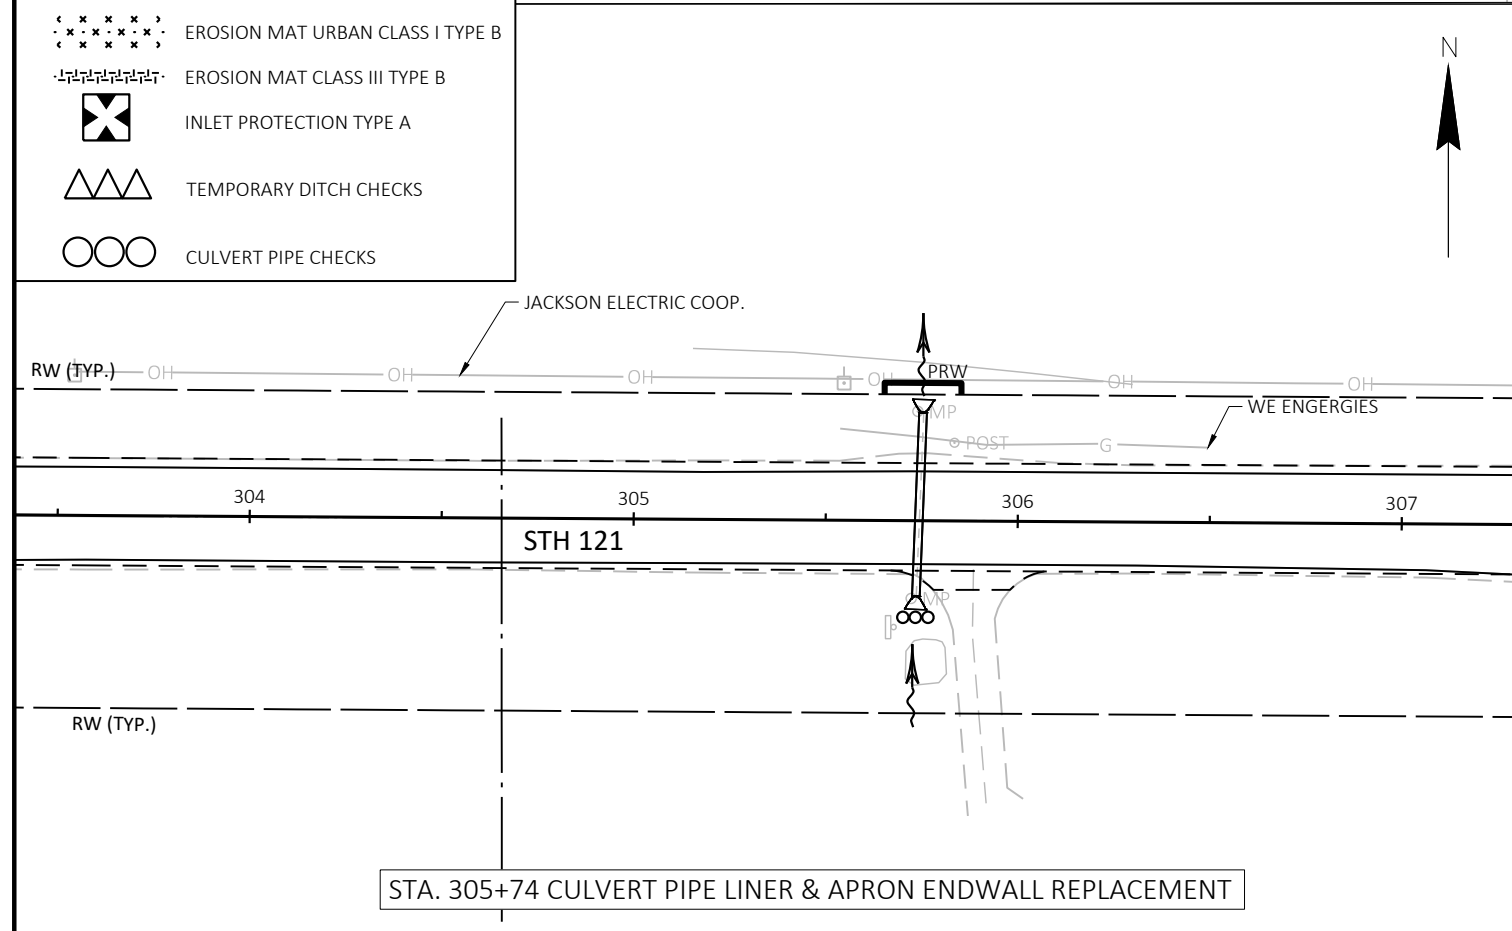 EROSION MAT URBAN CLASS I TYPE B
EROSION MAT CLASS III TYPE B
INLET PROTECTION TYPE A
TEMPORARY DITCH CHECKS
CULVERT PIPE CHECKS
N
JACKSON ELECTRIC COOP.
RW (TYP.)
OH
OH
OH
OH
PRW
OH
OH
CMP
WE ENGERGIES
POST
G
304
305
306
307
STH 121
CMP
RW (TYP.)
STA. 305+74 CULVERT PIPE LINER & APRON ENDWALL REPLACEMENT